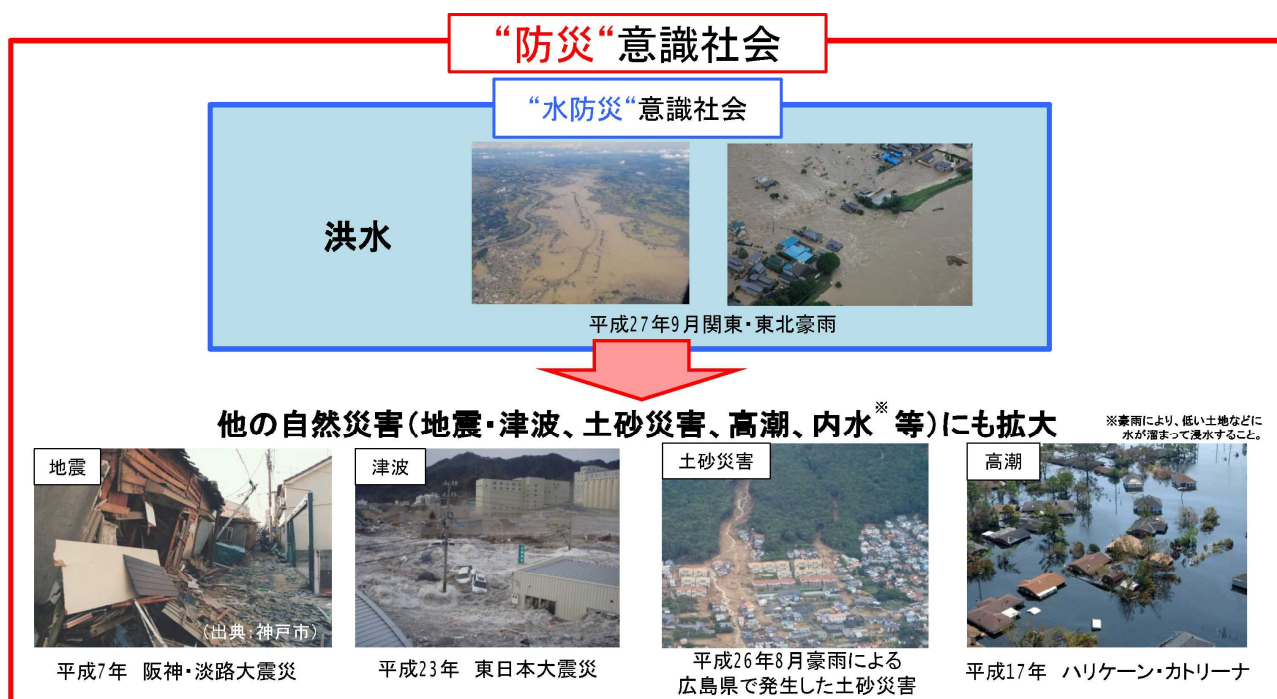 “防災“意識社会
“水防災“意識社会
洪水
平成27年9月関東・東北豪雨
他の自然災害(地震・津波、土砂災害、高潮、内水※等)にも拡大
※豪雨により、低い土地などに
水が溜まって浸水すること。
地震
(出典:神戸市)
平成7年 阪神・淡路大震災
津波
平成23年 東日本大震災
土砂災害
平成26年8月豪雨による
広島県で発生した土砂災害
高潮
平成17年 ハリケーン・カトリーナ